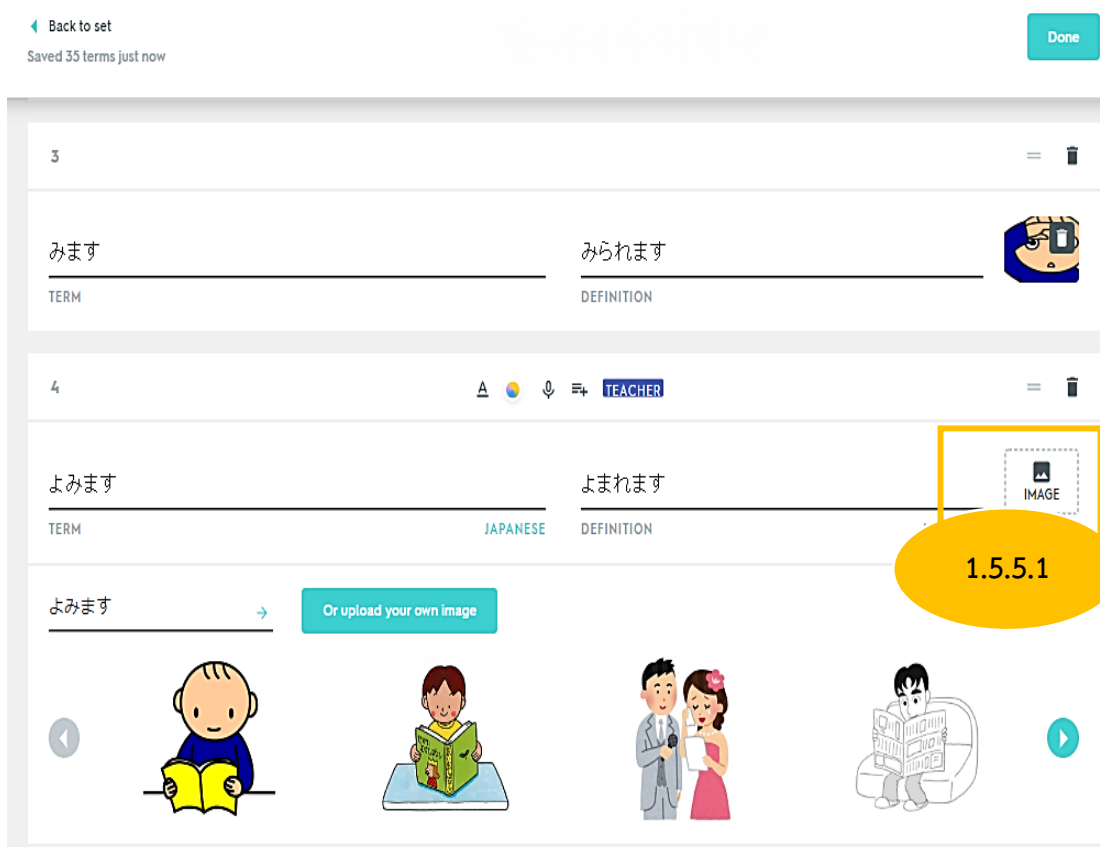 Back to set
Saved 35 terms just now
Done
3
みます
みられます
TERM
DEFINITION
4
A
TEACHER
よみます
よまれます
IMAGE
TERM
JAPANESE
DEFINITION
1.5.5.1
よみます
Or upload your own image